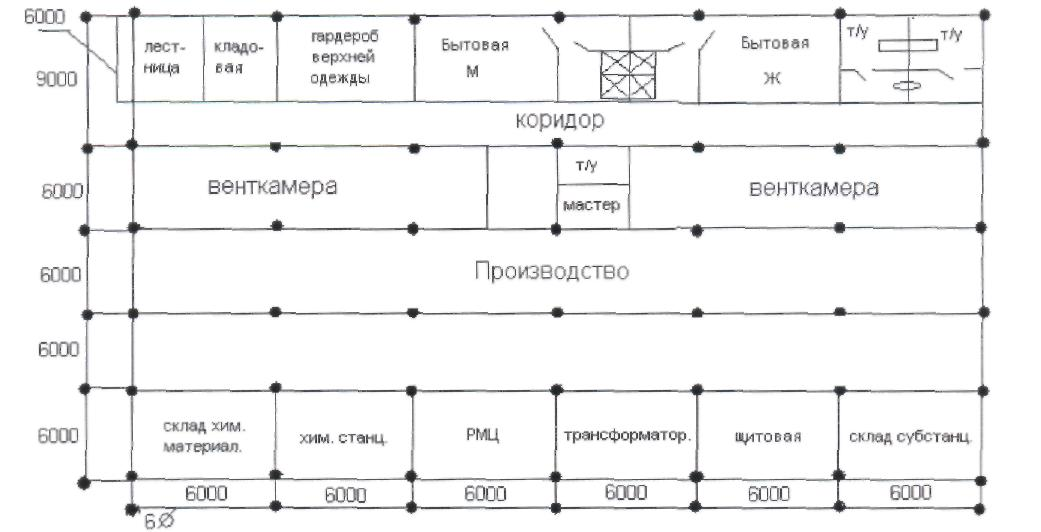 6000
9000
лест-
ница
кладо-
вая
гардероб
верхней
одежды
Бытовая
М
Бытовая
Ж
т/у
т/у
коридор
6000
венткамера
т/у
мастер
венткамера
6000
Производство
6000
6000
склад хим.
материал.
хим. станц.
РМЦ
трансформатор.
щитовая
склад субстанц.
6000
6000
6000
6000
6000
6000
6Ø